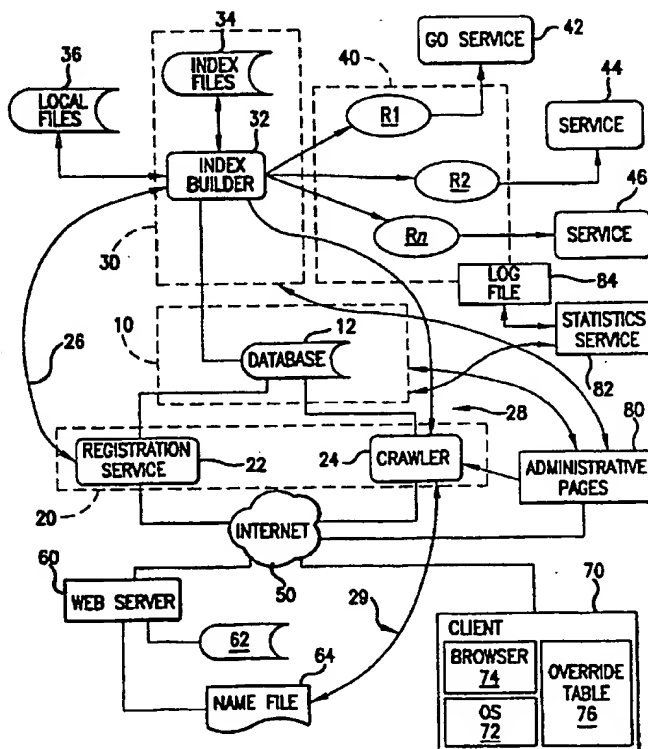 34
42
36
INDEX
FILES
40
GO SERVICE
44
LOCAL
FILES
32
R1
SERVICE
INDEX
BUILDER
R2
46
Rn
SERVICE
30
LOG
FILE
84
10
12
STATISTICS
SERVICE
26
DATABASE
82
28
80
REGISTRATION
SERVICE
22
24
CRAWLER
ADMINISTRATIVE
PAGES
20
INTERNET
60
50
70
WEB SERVER
29
CLIENT
62
64
BROWSER
74
OVERRIDE
TABLE
76
NAME FILE
OS
72